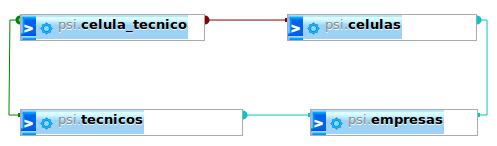 psi.celula_tecnico
psi.celulas
psi.tecnicos
psi.empresas